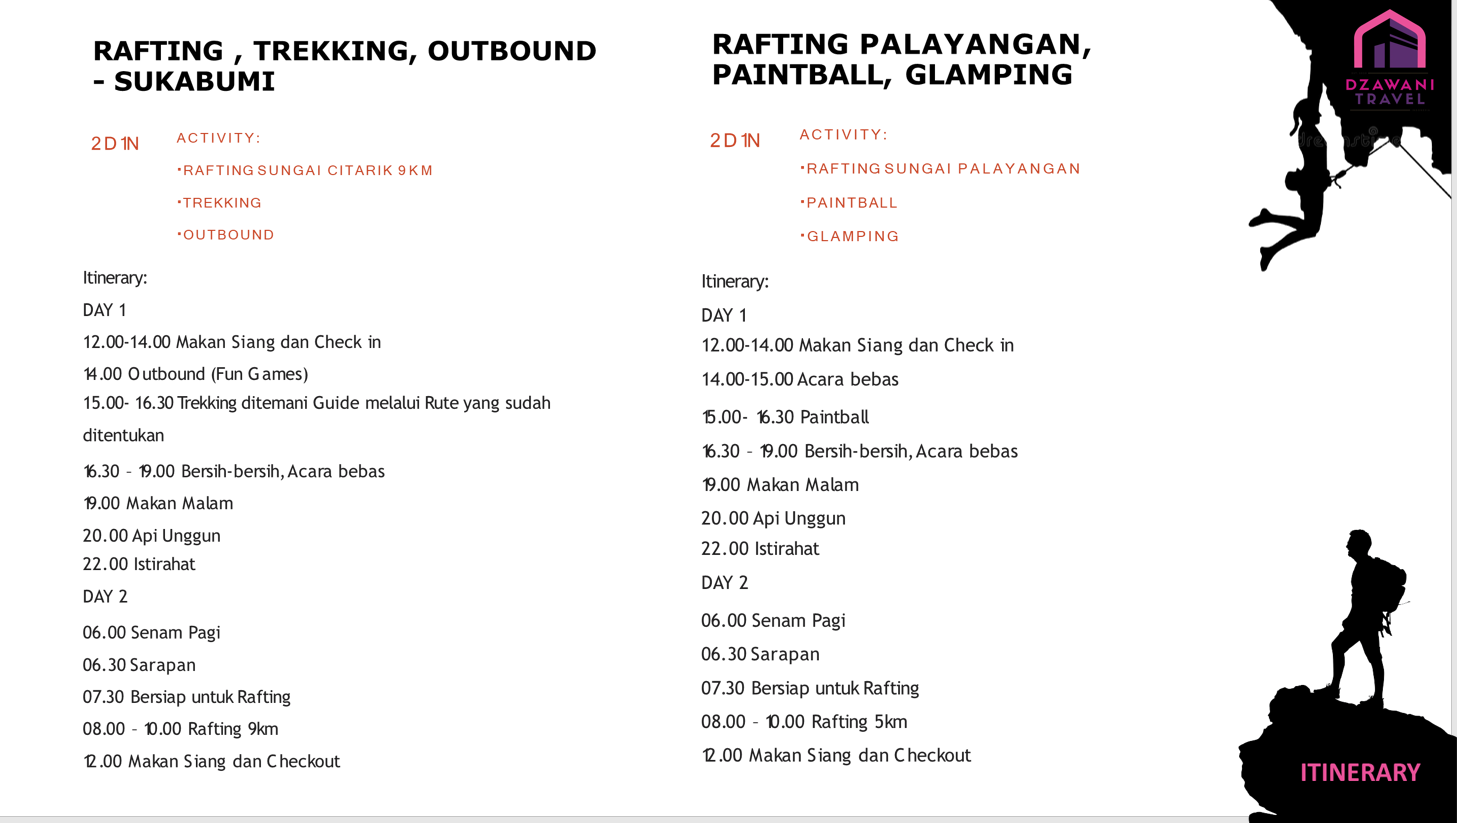 RAFTING , TREKKING, OUTBOUND
– SUKABUMI
2D1N
ACTIVITY:
•RAFTING SUNGAI CITARIK 9KM
•TREKKING
•OUTBOUND
Itinerary:
DAY 1
12.00-14.00 Makan Siang dan Check in
14.00 Outbound (Fun Games)
15.00- 16.30 Trekking ditemani Guide melalui Rute yang sudah
ditentukan
16.30 – 19.00 Bersih-bersih, Acara bebas
19.00 Makan Malam
20.00 Api Unggun
22.00 Istirahat
DAY 2
06.00 Senam Pagi
06.30 Sarapan
07.30 Bersiap untuk Rafting
08.00 – 10.00 Rafting 9km
12.00 Makan Siang dan Checkout
RAFTING PALAYANGAN,
PAINTBALL, GLAMPING
2D1N
ACTIVITY:
•RAFTING SUNGAI PALAYANGAN
•PAINTBALL
•GLAMPING
Itinerary:
DAY 1
12.00-14.00 Makan Siang dan Check in
14.00-15.00 Acara bebas
15.00- 16.30 Paintball
16.30 – 19.00 Bersih-bersih, Acara bebas
19.00 Makan Malam
20.00 Api Unggun
22.00 Istirahat
DAY 2
06.00 Senam Pagi
06.30 Sarapan
07.30 Bersiap untuk Rafting
08.00 – 10.00 Rafting 5km
12.00 Makan Siang dan Checkout
DZAWANI
TRAVEL
ITINERARY